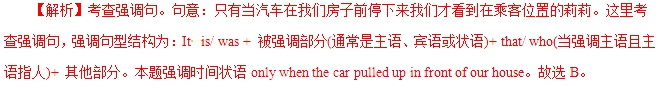 【解析】考查强调句。句意：只有当汽车在我们房子前停下来我们才看到在乘客位置的莉莉。这里考
查强调句，强调句型结构为：It  is/ was + 被强调部分(通常是主语、宾语或状语)+ that/ who(当强调主语且主
语指人)+ 其他部分。本题强调时间状语 only when the car pulled up in front of our house。故选 B。